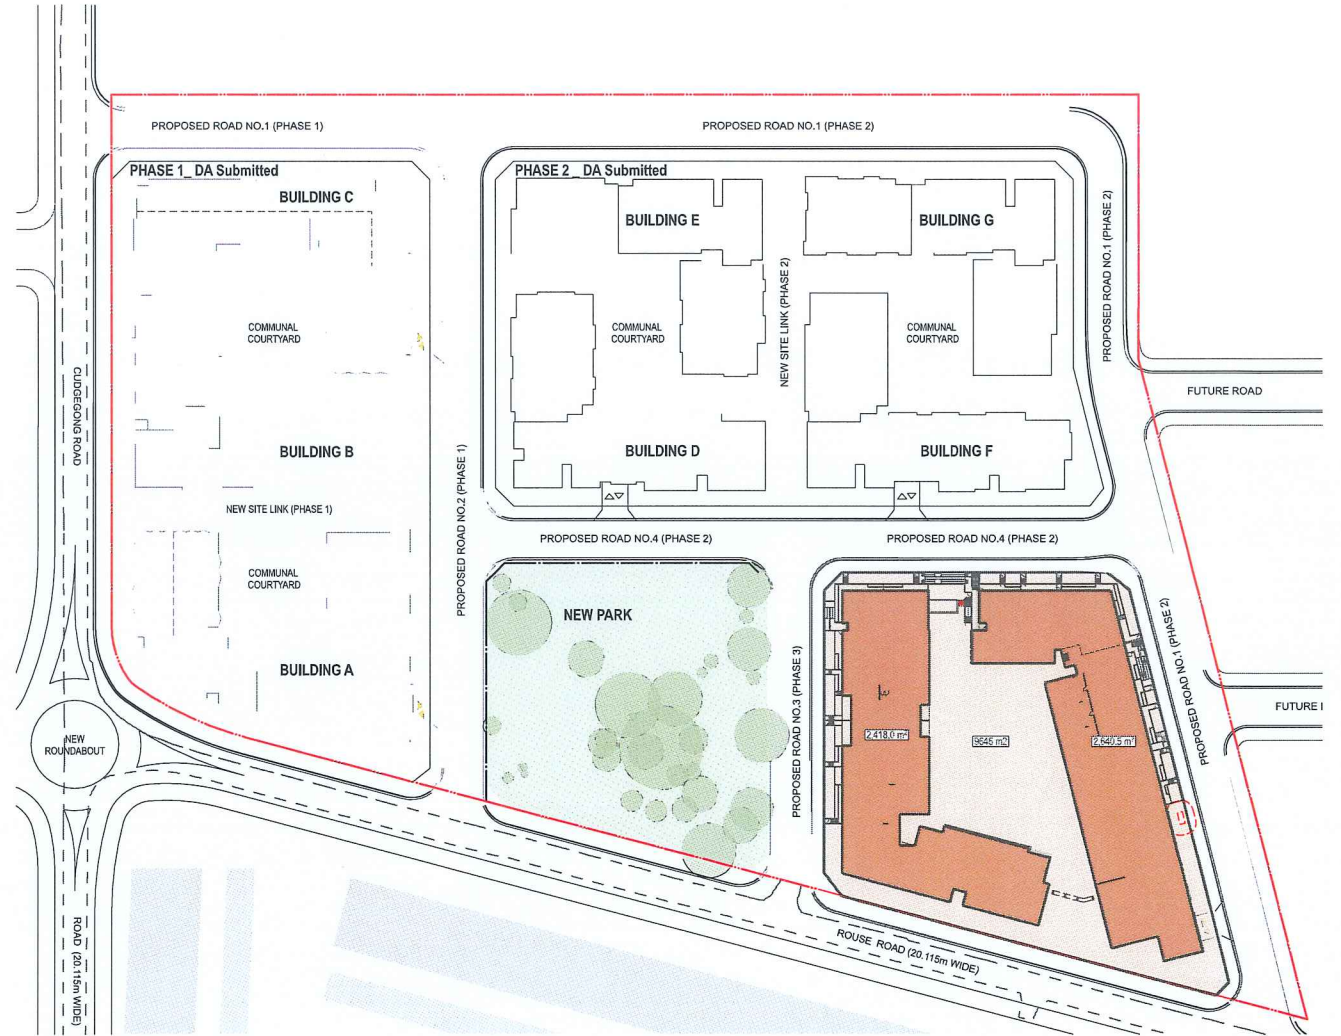 PROPOSED ROAD NO.1 (PHASE 1)
PROPOSED ROAD NO.1 (PHASE 2)
PHASE 1_ DA Submitted
BUILDING C
PHASE 2 _ DA Submitted
BUILDING E
BUILDING G
PROPOSED ROAD NO.1 (PHASE 2)
NEW SITE LINK (PHASE 2)
COMMUNAL
COURTYARD
COMMUNAL
COURTYARD
COMMUNAL
COURTYARD
CUDGEGONG ROAD
FUTURE ROAD
BUILDING B
BUILDING D
BUILDING F
PROPOSED ROAD NO.2 (PHASE 1)
NEW SITE LINK (PHASE 1)
PROPOSED ROAD NO.4 (PHASE 2)
PROPOSED ROAD NO.4 (PHASE 2)
COMMUNAL
COURTYARD
NEW PARK
BUILDING A
PROPOSED ROAD NO.3 (PHASE 3)
PROPOSED ROAD NO.1 (PHASE 2)
FUTURE
NEW
ROUNDABOUT
2,418.0 m²
9646 m2
2,640.5 m²
ROUSE ROAD (20.115m WIDE)
ROAD (20.115m WIDE)